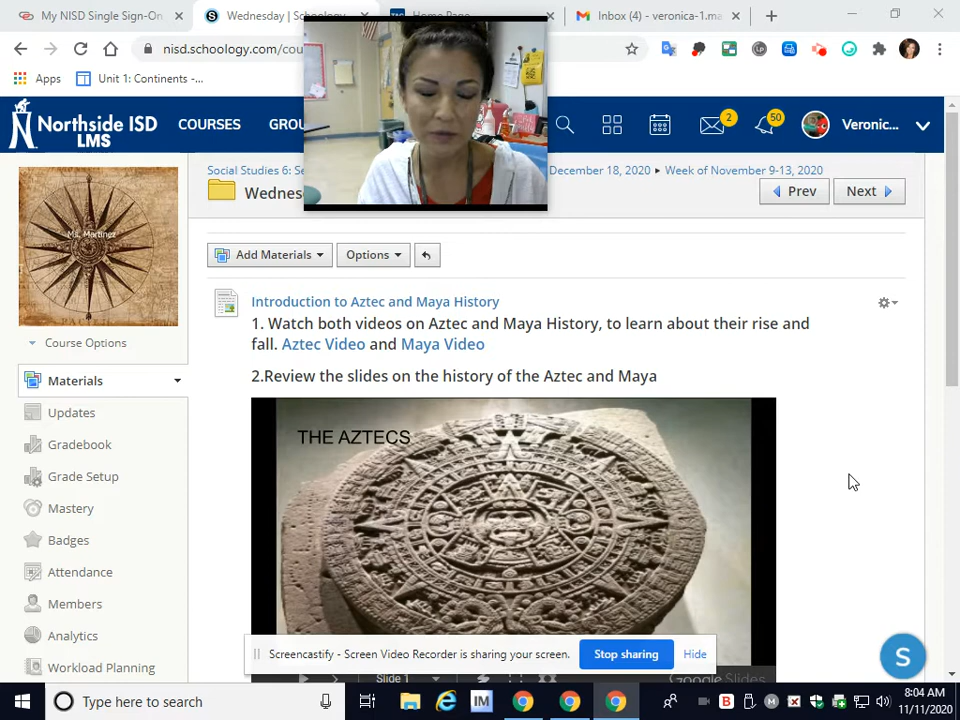 My NISD Single Sign-On
Wednesday | Schoology
Home Page
Inbox (4) - veronica-1.ma
nisd.schoology.com/cou
Apps
Unit 1: Continents -...
Northside ISD
LMS
COURSES
GROU
2
50
Veronic...
Social Studies 6: Se
December 18, 2020
Week of November 9-13, 2020
Wednes
Prev
Next
Ms. Martinez
Add Materials
Options
Course Options
Introduction to Aztec and Maya History
1. Watch both videos on Aztec and Maya History, to learn about their rise and
fall. Aztec Video and Maya Video
2.Review the slides on the history of the Aztec and Maya
Materials
Updates
Gradebook
Grade Setup
Mastery
Badges
Attendance
Members
Analytics
Workload Planning
THE AZTECS
Screencastify - Screen Video Recorder is sharing your screen.
Stop sharing
Hide
Slide 1
Google Slides
S
Type here to search
IM
8:04 AM
11/11/2020